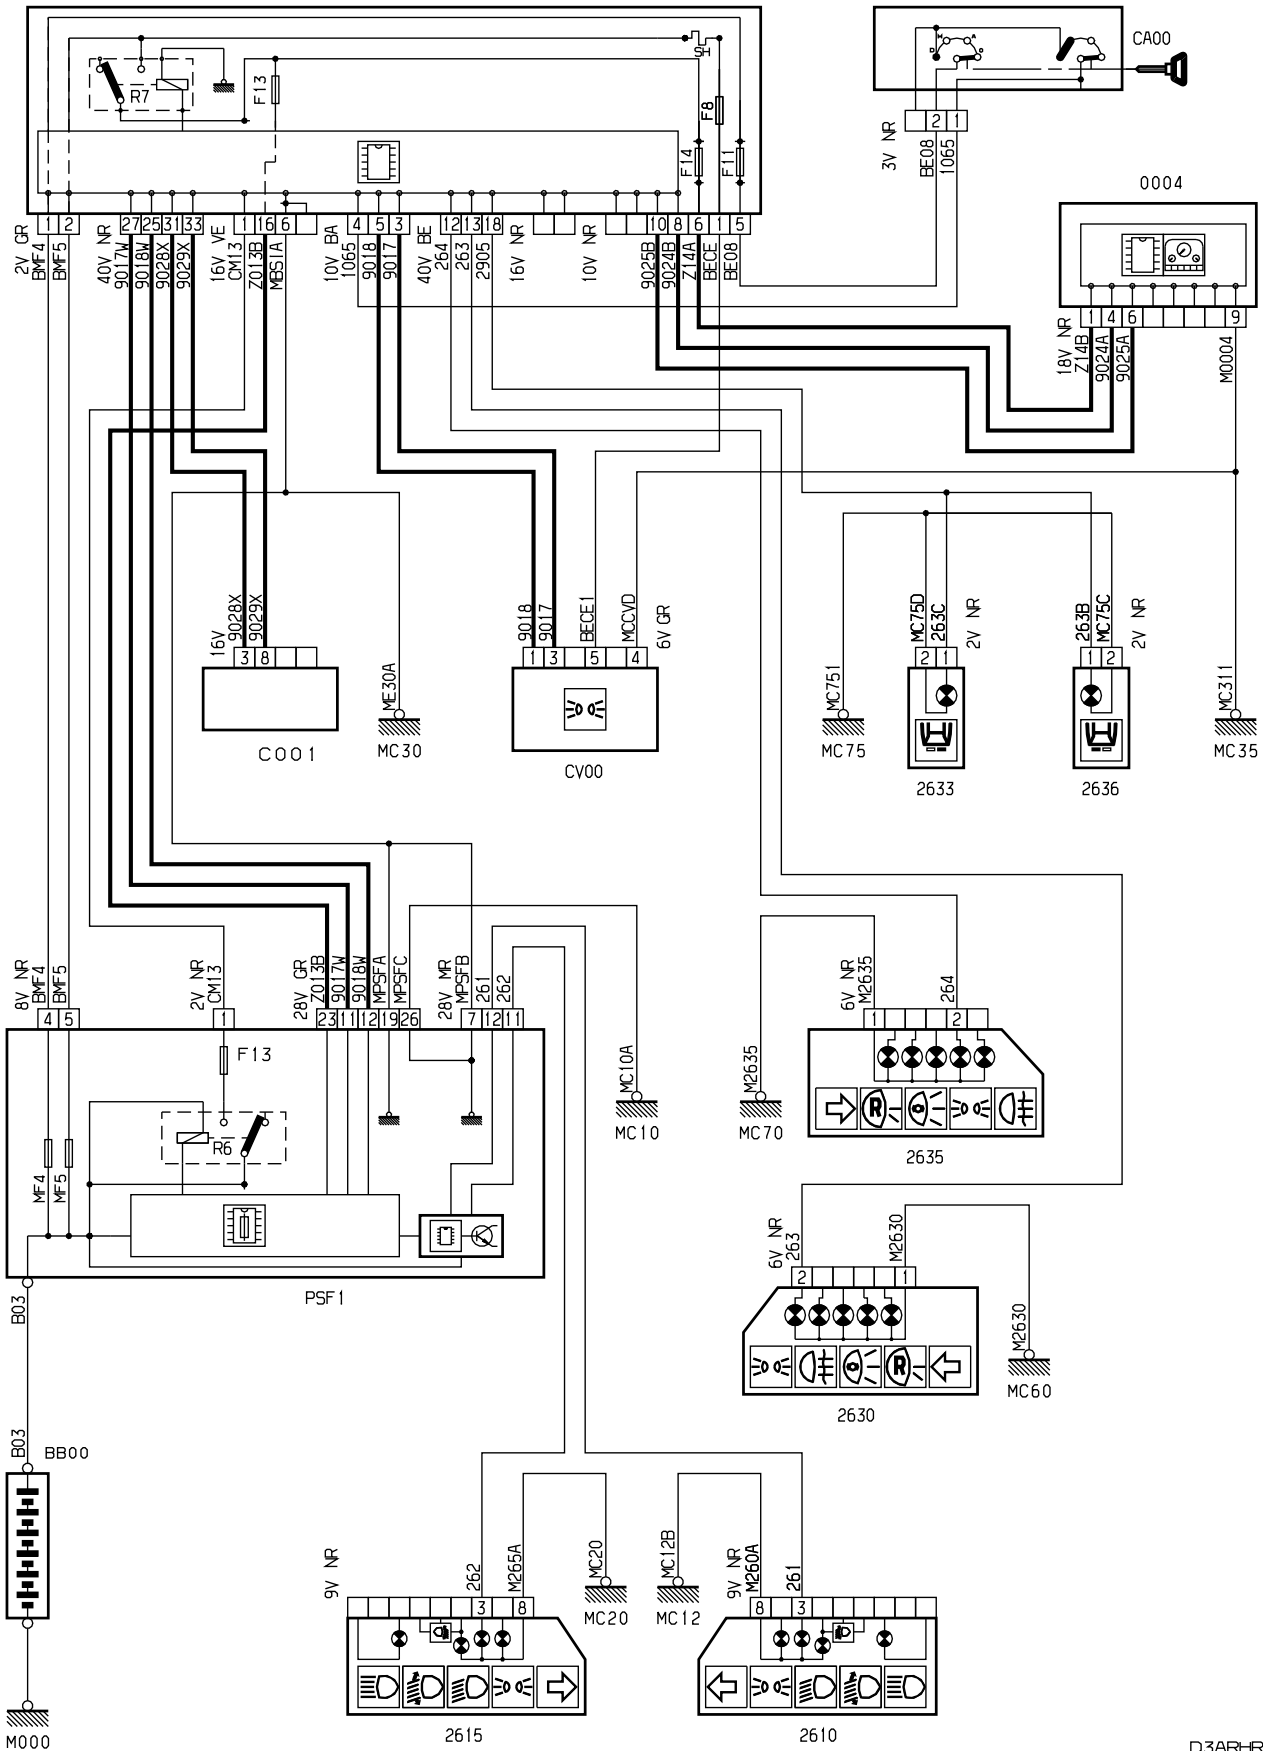 CA00
SH
R7
F13
F8
F14
F11
D M A O
3V NR
2 1
BE08
1065
0004
1 2
27 25 31 33
1 16 6
4 5 3
12 13 18
10 8 6 1 5
2V GR
BMF4
BMF5
40V NR
9017W
9018W
9028X
9029X
16V VE
CM13
Z013B
MBSIA
10V BA
1065
9018
9017
40V BE
264
263
2905
16V NR
10V NR
9025B
9024B
Z14A
BECE
BE08
1 4 6 9
18V NR
Z14B
9024A
9025A
M0004
16V
9028X
9029X
3 8
C001
ME30A
MC30
9018
9017
BECE1
MCCVD
6V GR
1 3 5 4
CV00
MC751
MC75
MC75D
263C
2V NR
2 1
2633
263B
MC75C
2V NR
1 2
2636
MC311
MC35
8V NR
BMF4
BMF5
2V NR
CM13
28V GR
Z013B
9017W
9018W
MPSFA
MPSFC
28V MR
MPSFB
261
262
4 5
1
23 11 12 19 26
7 12 11
F13
R6
MF4
MF5
PSF1
MC10A
MC10
M2635
MC70
6V NR
M2635
264
1 2
R
2635
6V NR
263
M2630
2 1
R
2630
M2630
MC60
B03
B03
BB00
M000
9V NR
262
M265A
3 8
2615
MC20
MC20
MC12B
MC12
9V NR
M260A
261
8 3
2610
D3ARHR